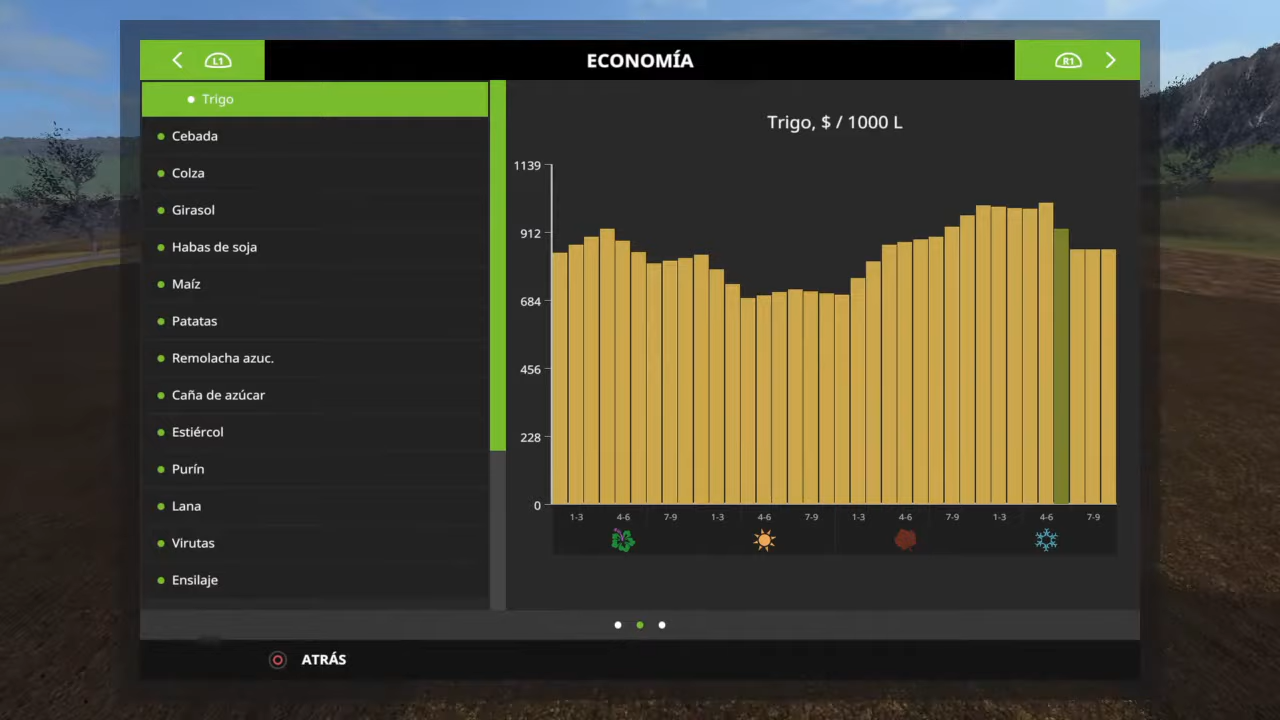 L1
ECONOMÍA
R1
Trigo
Cebada
Colza
Girasol
Habas de soja
Maíz
Patatas
Remolacha azuc.
Caña de azúcar
Estiércol
Purín
Lana
Virutas
Ensilaje
Trigo, $ / 1000 L
1139
912
684
456
228
0
1-3 4-6 7-9 1-3 4-6 7-9 1-3 4-6 7-9 1-3 4-6 7-9
ATRÁS